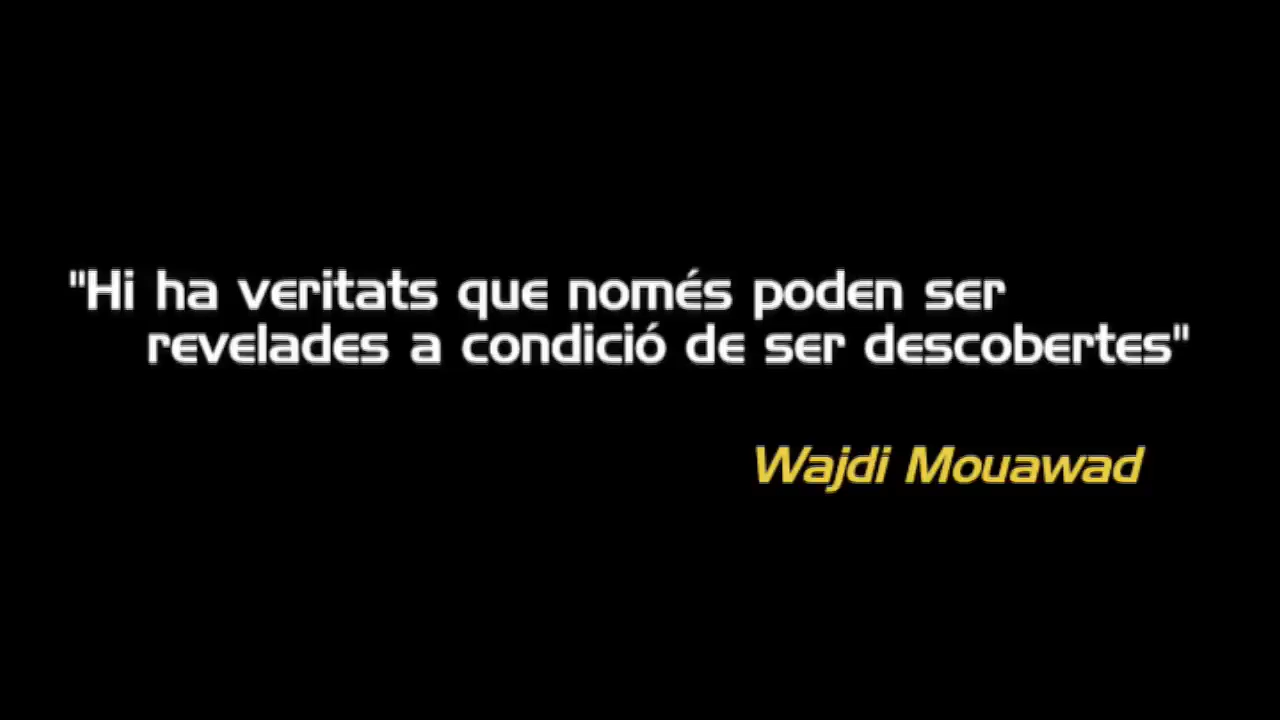 "Hi ha veritats que només poden ser
revelades a condició de ser descobertes"
Wajdi Mouawad